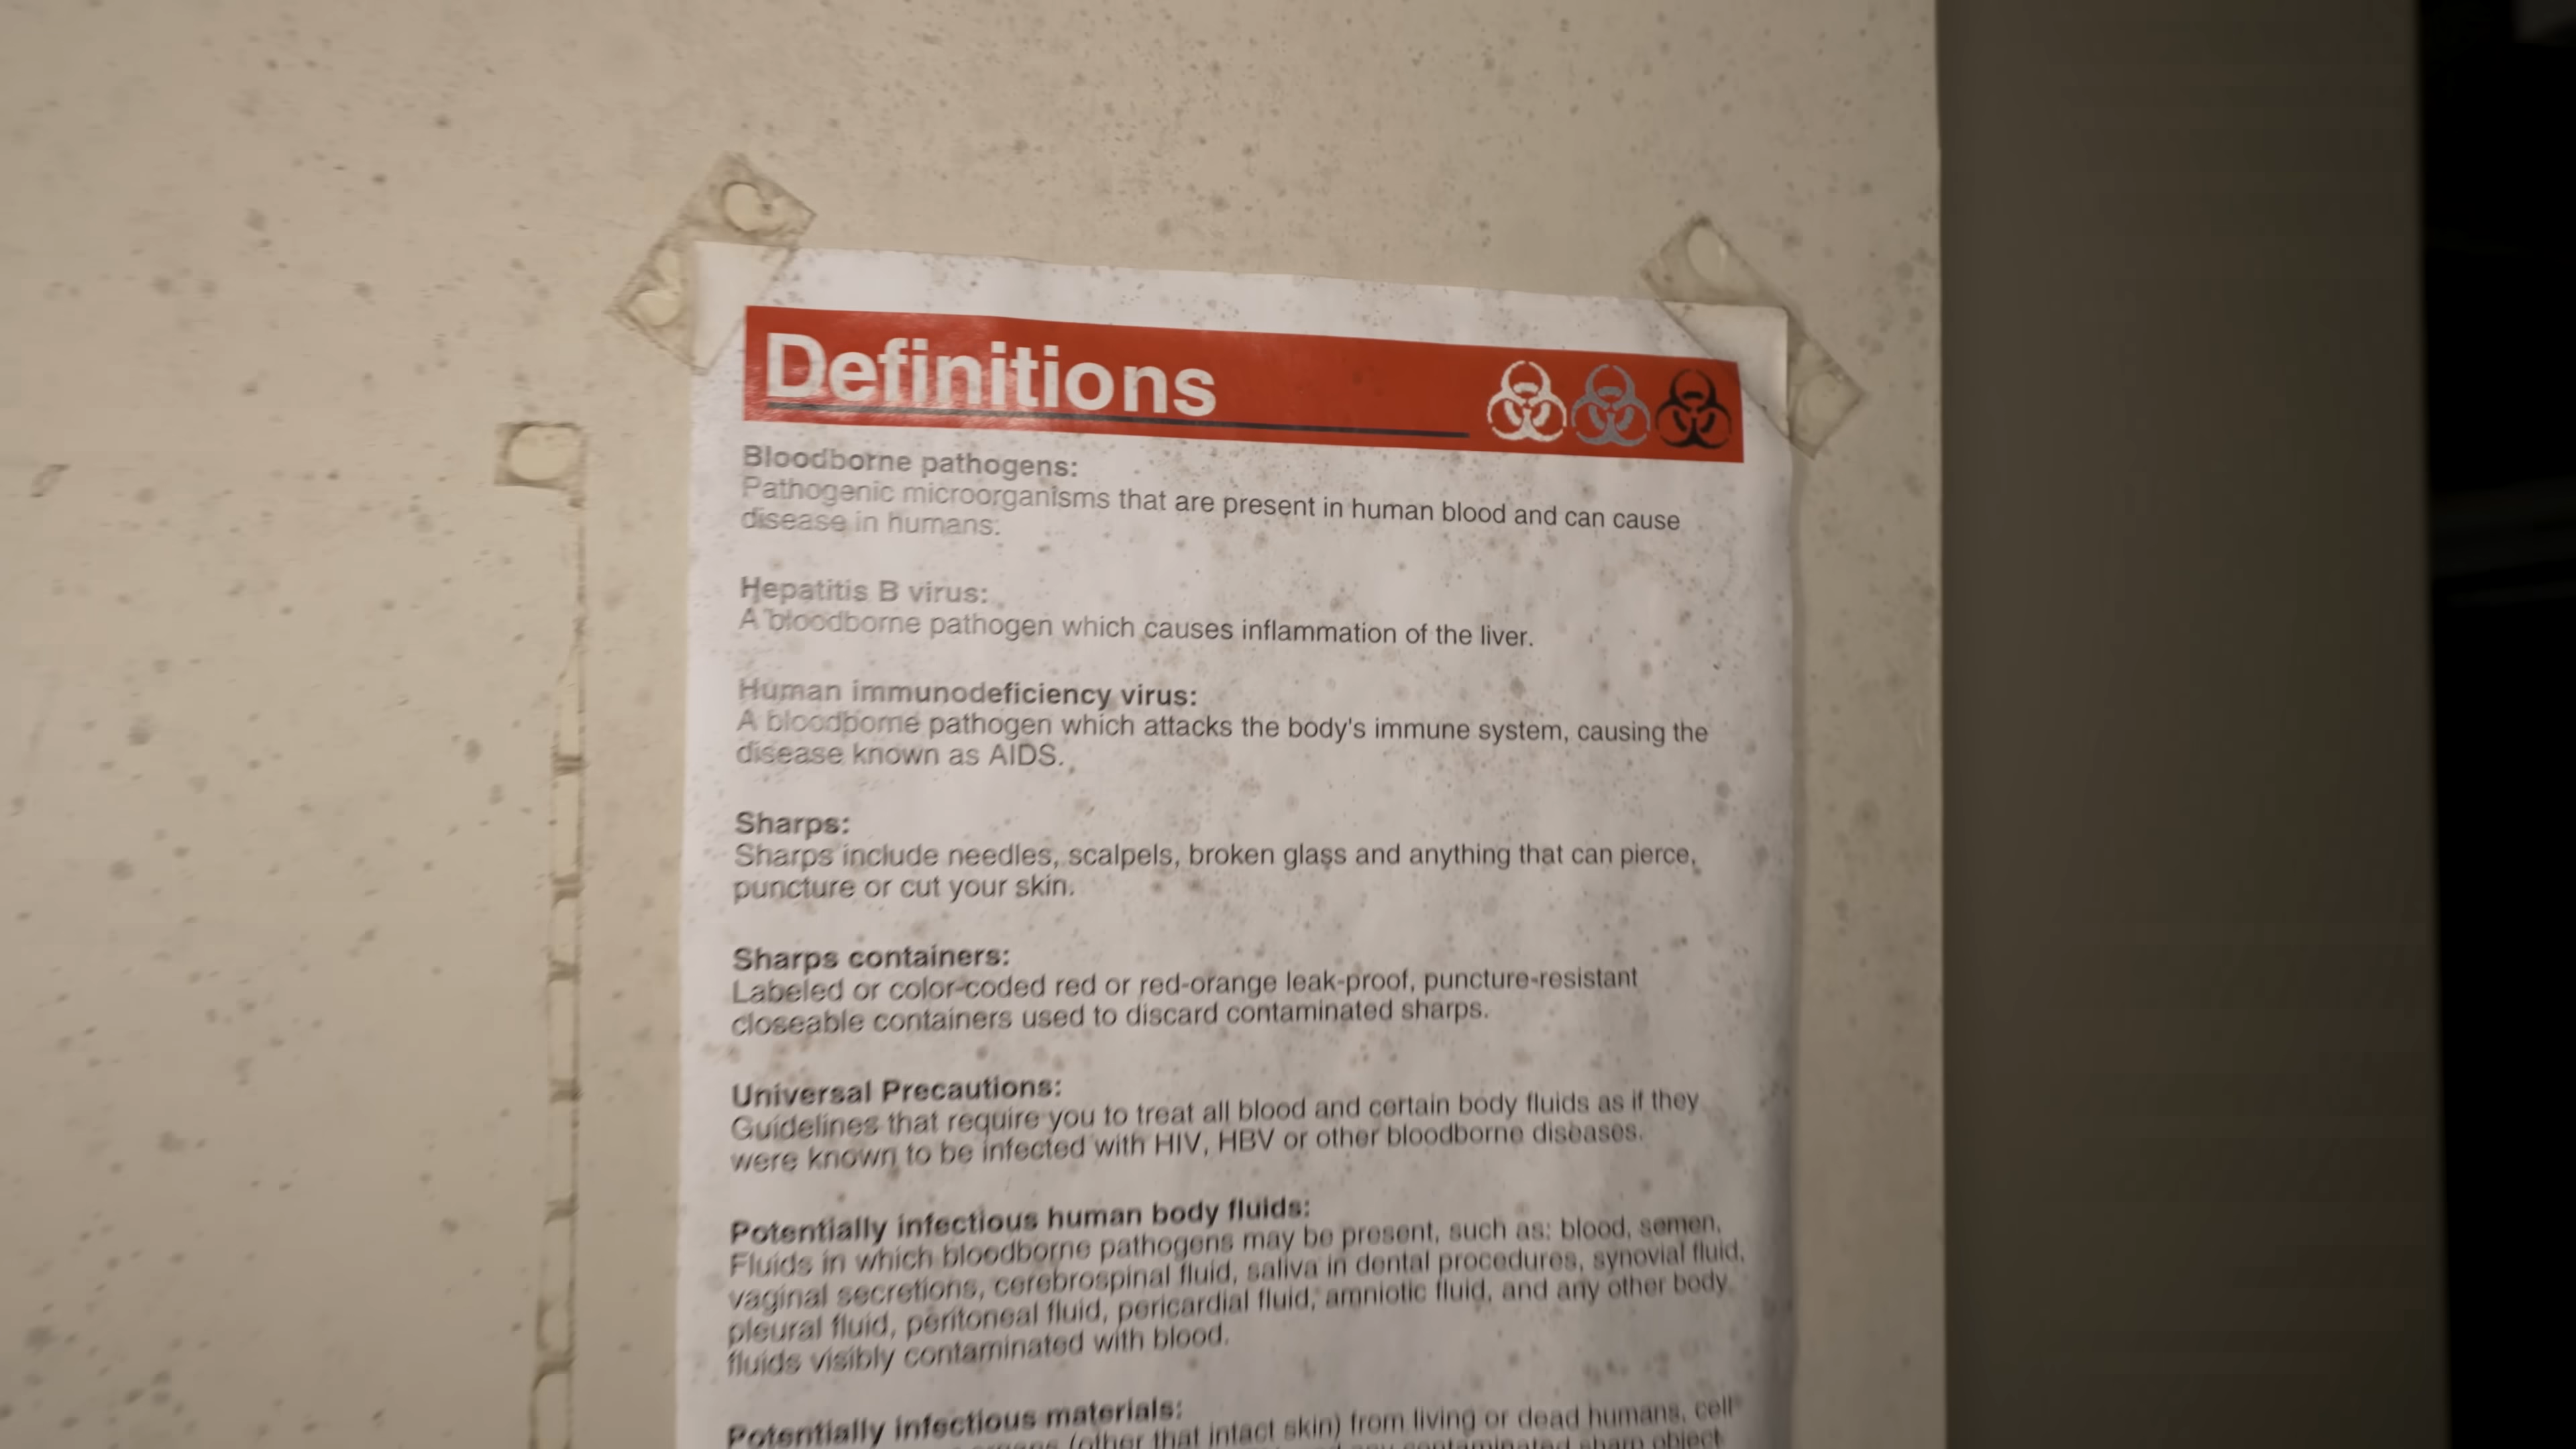 Definitions
Bloodborne pathogens:
Pathogenic microorganisms that are present in human blood and can cause
disease in humans.
Hepatitis B virus:
A bloodborne pathogen which causes inflammation of the liver.
Human immunodeficiency virus:
A bloodborne pathogen which attacks the body's immune system, causing the
disease known as AIDS.
Sharps:
Sharps include needles, scalpels, broken glass and anything that can pierce,
puncture or cut your skin.
Sharps containers:
Labeled or color-coded red or red-orange leak-proof, puncture-resistant
closeable containers used to discard contaminated sharps.
Universal Precautions:
Guidelines that require you to treat all blood and certain body fluids as if they
were known to be infected with HIV, HBV or other bloodborne diseases.
Potentially infectious human body fluids:
Fluids in which bloodborne pathogens may be present, such as: blood, semen,
vaginal secretions, cerebrospinal fluid, saliva in dental procedures, synovial fluid,
pleural fluid, peritoneal fluid, pericardial fluid, amniotic fluid, and any other body
fluids visibly contaminated with blood.
Potentially infectious materials:
(other that intact skin) from living or dead humans, cell
contaminated sharp object